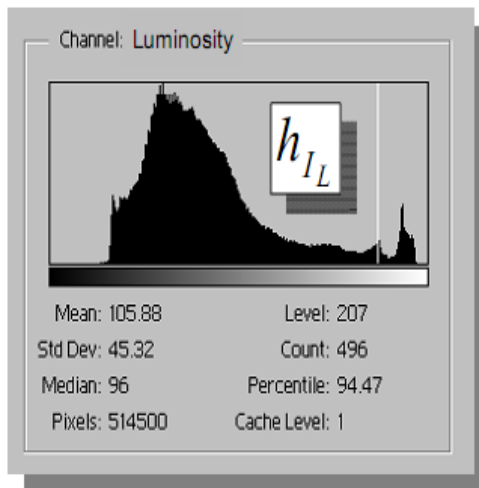 Channel: Luminosity
h_{I_L}
Mean: 105.88 Level: 207
Std Dev: 45.32 Count: 496
Median: 96 Percentile: 94.47
Pixels: 514500 Cache Level: 1